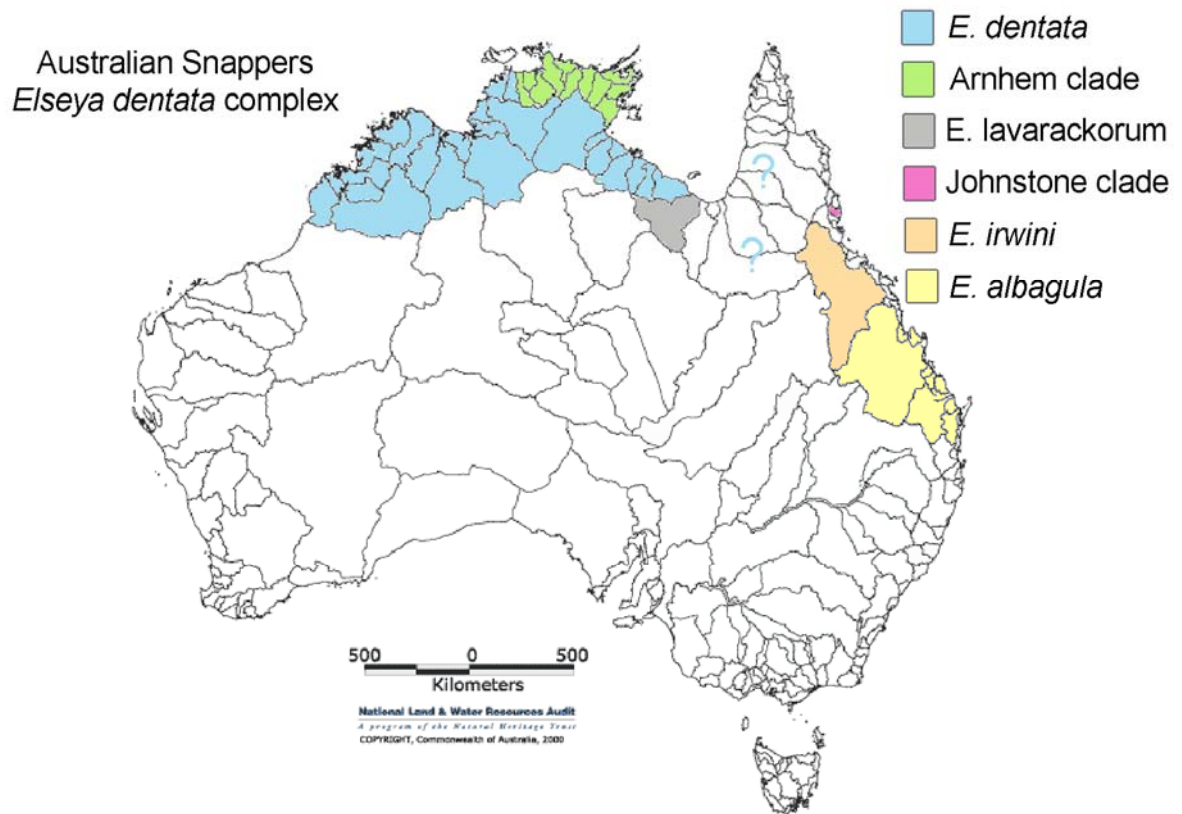 Australian Snappers
Elseya dentata complex
E. dentata
Arnhem clade
E. lavarackorum
Johnstone clade
E. irwini
E. albagula
?
?
500 0 500
Kilometers
National Land & Water Resources Audit
A program of the Natural Heritage Trust
COPYRIGHT, Commonwealth of Australia, 2000